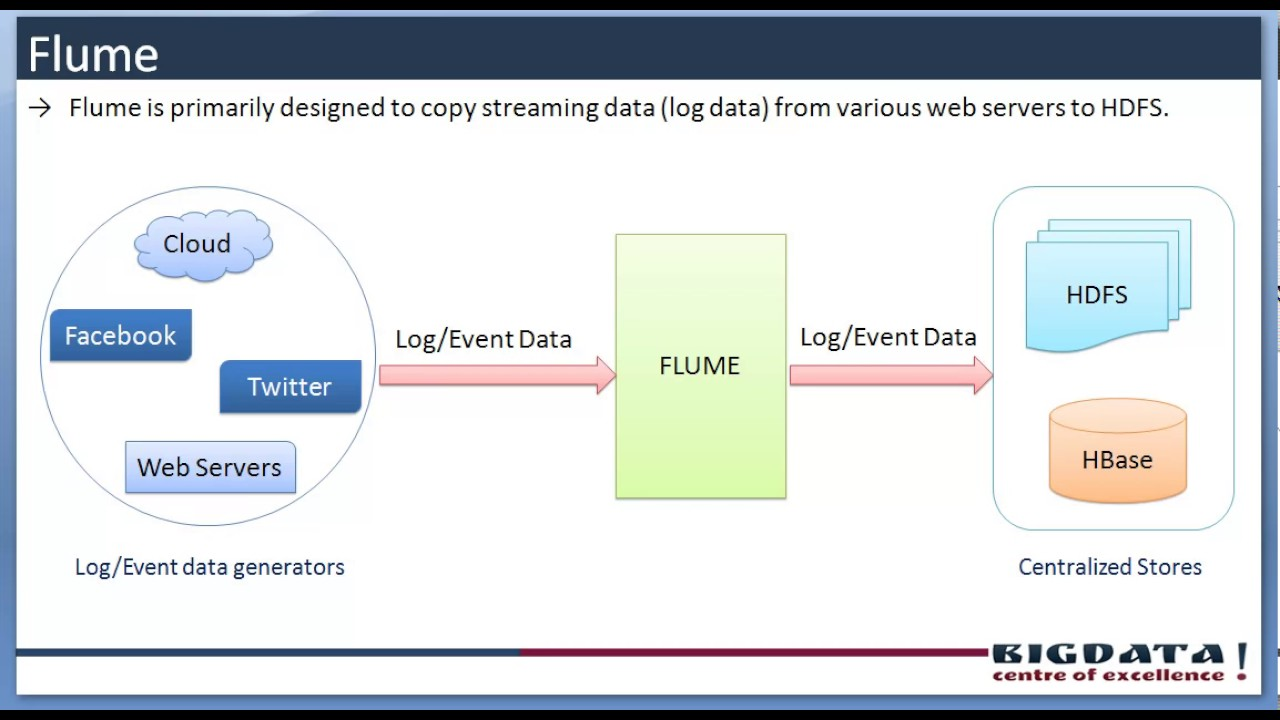 Flume
→ Flume is primarily designed to copy streaming data (log data) from various web servers to HDFS.
Cloud
Facebook
Twitter
Web Servers
Log/Event data generators
Log/Event Data
FLUME
Log/Event Data
HDFS
HBase
Centralized Stores
BIGDATA !
centre of excellence